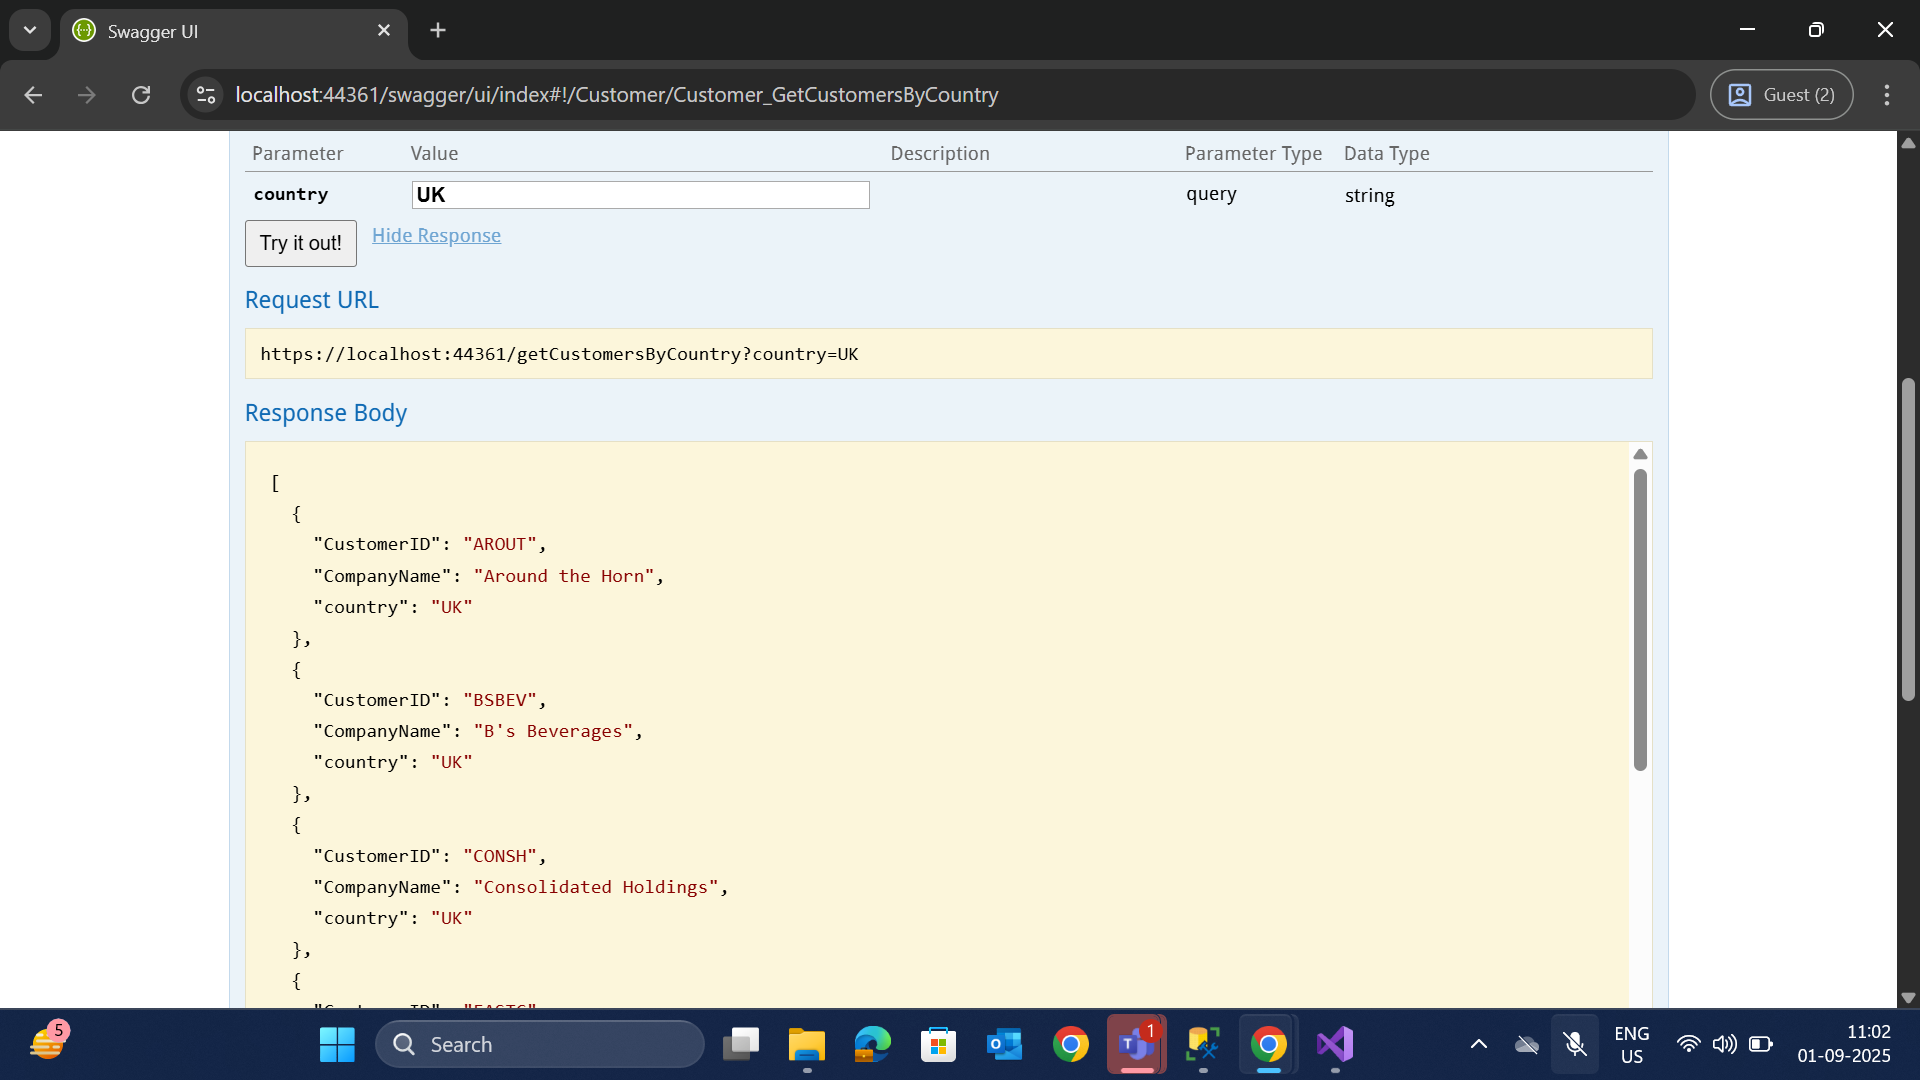 Swagger UI
localhost:44361/swagger/ui/index#!/Customer/Customer_GetCustomersByCountry
Guest (2)
Parameter Value Description Parameter Type Data Type
country UK query string
Try it out! Hide Response
Request URL
https://localhost:44361/getCustomersByCountry?country=UK
Response Body
[
{
"CustomerID": "AROUT",
"CompanyName": "Around the Horn",
"country": "UK"
},
{
"CustomerID": "BSBEV",
"CompanyName": "B's Beverages",
"country": "UK"
},
{
"CustomerID": "CONSH",
"CompanyName": "Consolidated Holdings",
"country": "UK"
},
{
5
Search
1
ENG
US
11:02
01-09-2025